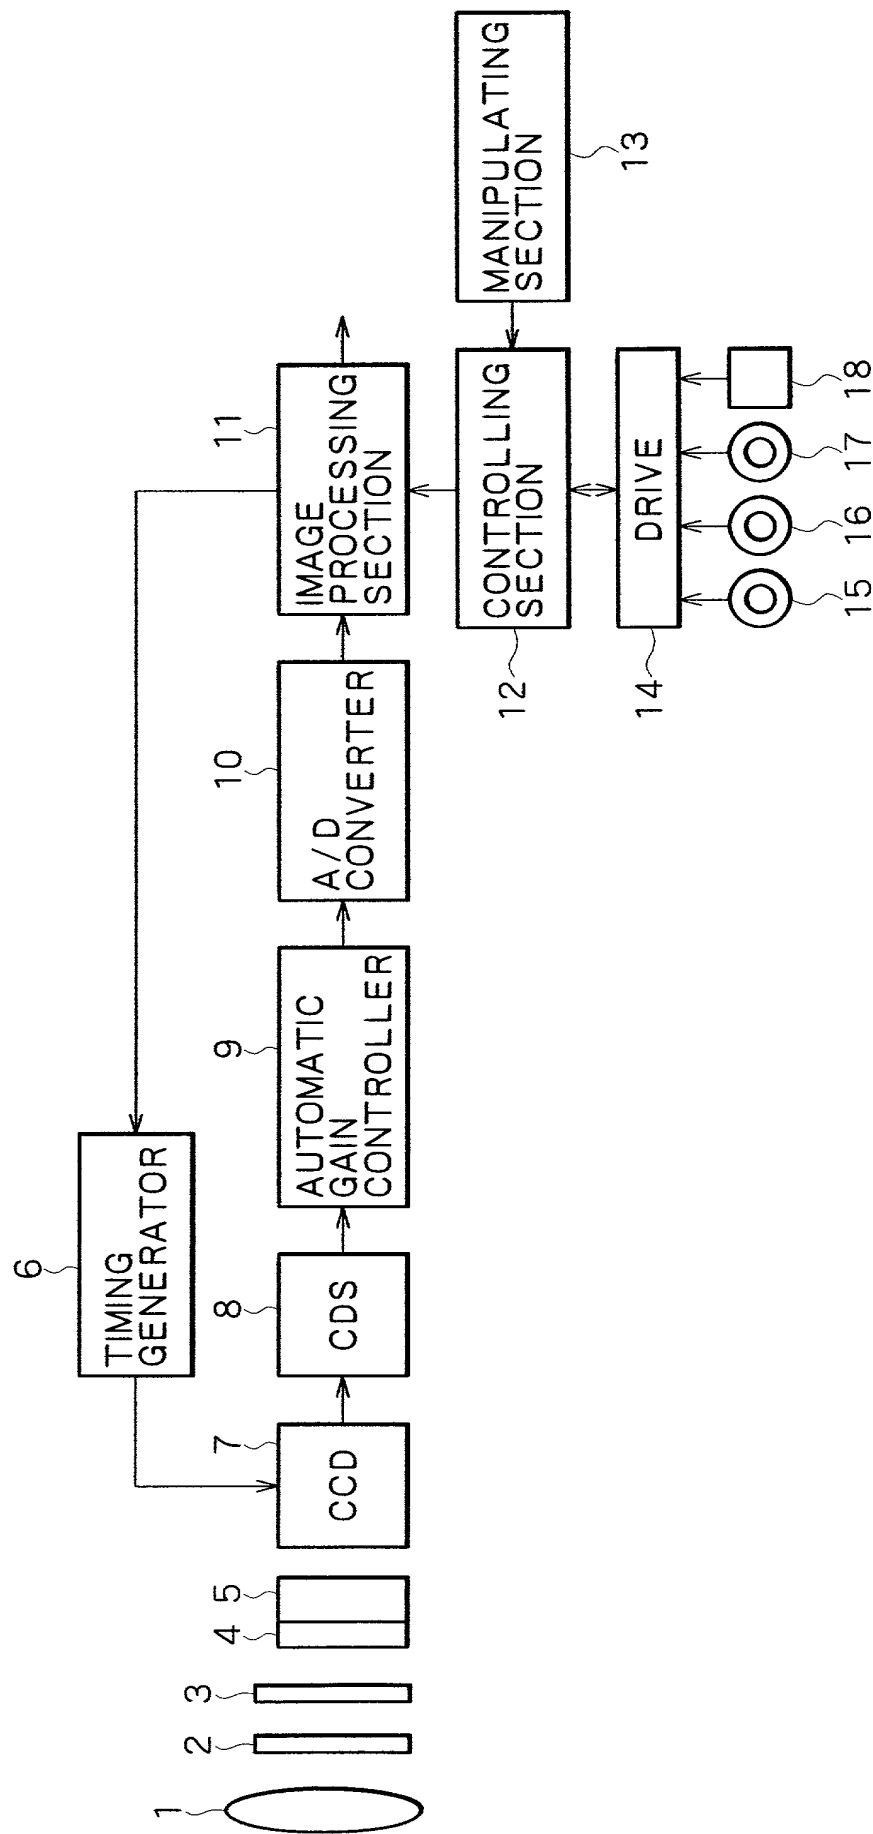 6
TIMING
GENERATOR
1
2
3
4
5
7
CCD
8
CDS
9
AUTOMATIC
GAIN
CONTROLLER
10
A/D
CONVERTER
11
IMAGE
PROCESSING
SECTION
12
CONTROLLING
SECTION
MANIPULATING
SECTION
13
14
DRIVE
15
16
17
18